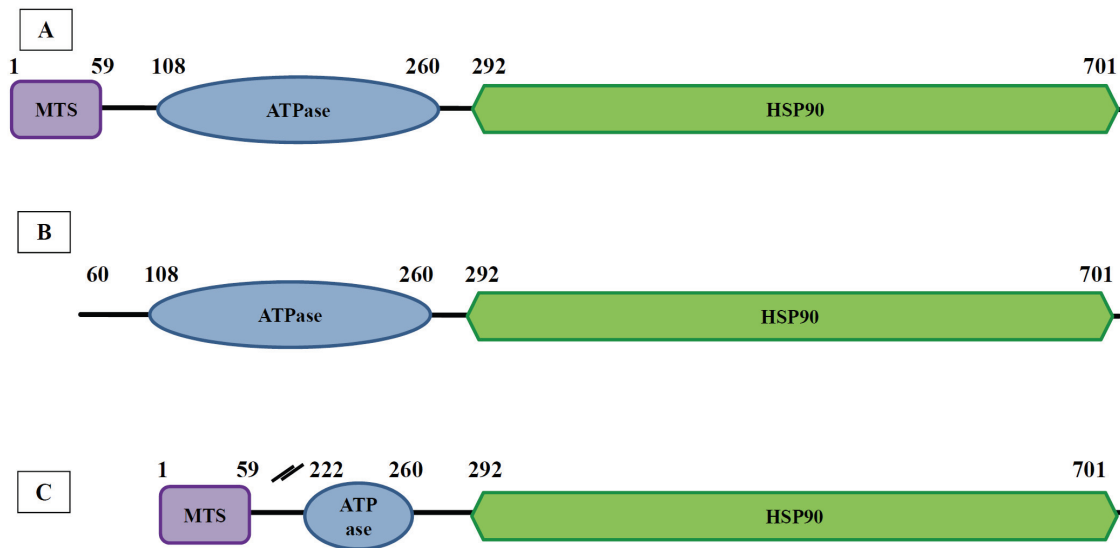 A
1 59 108 260 292 701
MTS ATPase HSP90
B
60 108 260 292 701
ATPase HSP90
1 59 222 260 292 701
C MTS ATP HSP90
ase